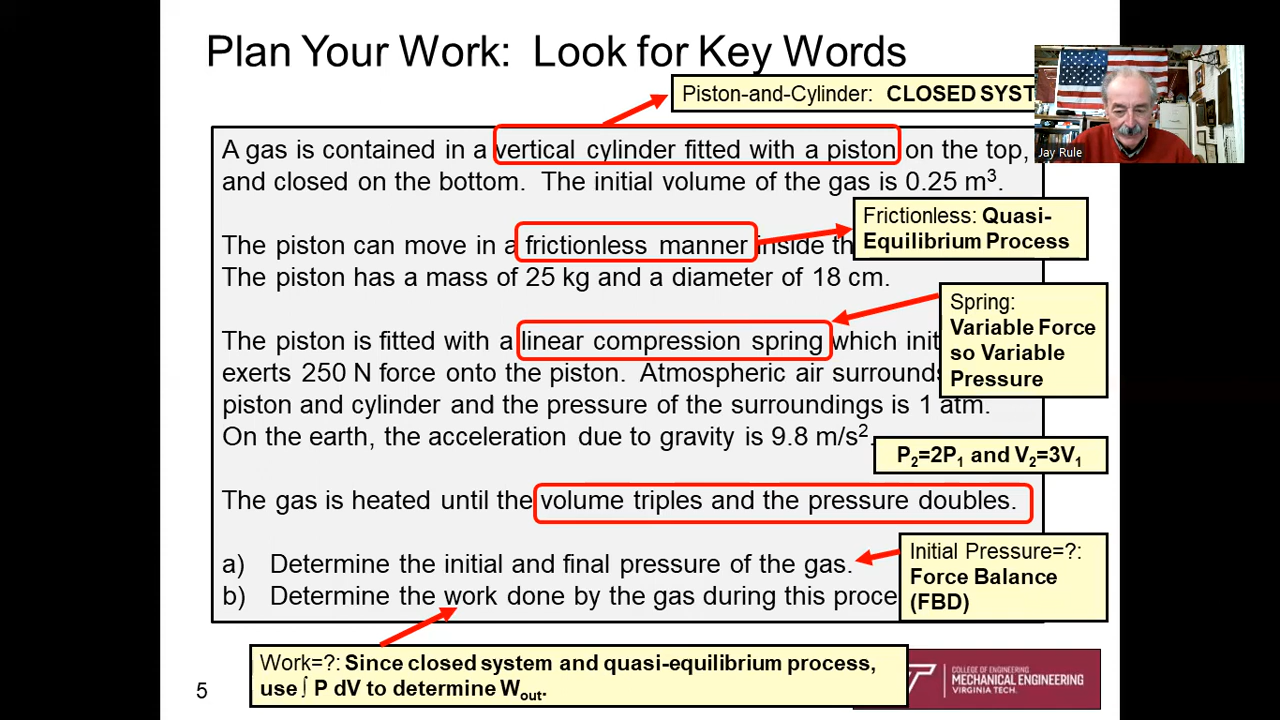 Plan Your Work: Look for Key Words
Piston-and-Cylinder: CLOSED SYST
Jay Rule
A gas is contained in a vertical cylinder fitted with a piston on the top,
and closed on the bottom. The initial volume of the gas is 0.25 m³.
Frictionless: Quasi-
Equilibrium Process
The piston can move in a frictionless manner inside th
The piston has a mass of 25 kg and a diameter of 18 cm.
Spring:
Variable Force
so Variable
Pressure
The piston is fitted with a linear compression spring which init
exerts 250 N force onto the piston. Atmospheric air surrounds
piston and cylinder and the pressure of the surroundings is 1 atm.
On the earth, the acceleration due to gravity is 9.8 m/s².
P₂=2P₁ and V₂=3V₁
The gas is heated until the volume triples and the pressure doubles.
a) Determine the initial and final pressure of the gas.
b) Determine the work done by the gas during this proce
Initial Pressure=?:
Force Balance
(FBD)
Work=?: Since closed system and quasi-equilibrium process,
use ∫ P dV to determine Wout.
5
COLLEGE OF ENGINEERING
MECHANICAL ENGINEERING
VIRGINIA TECH.